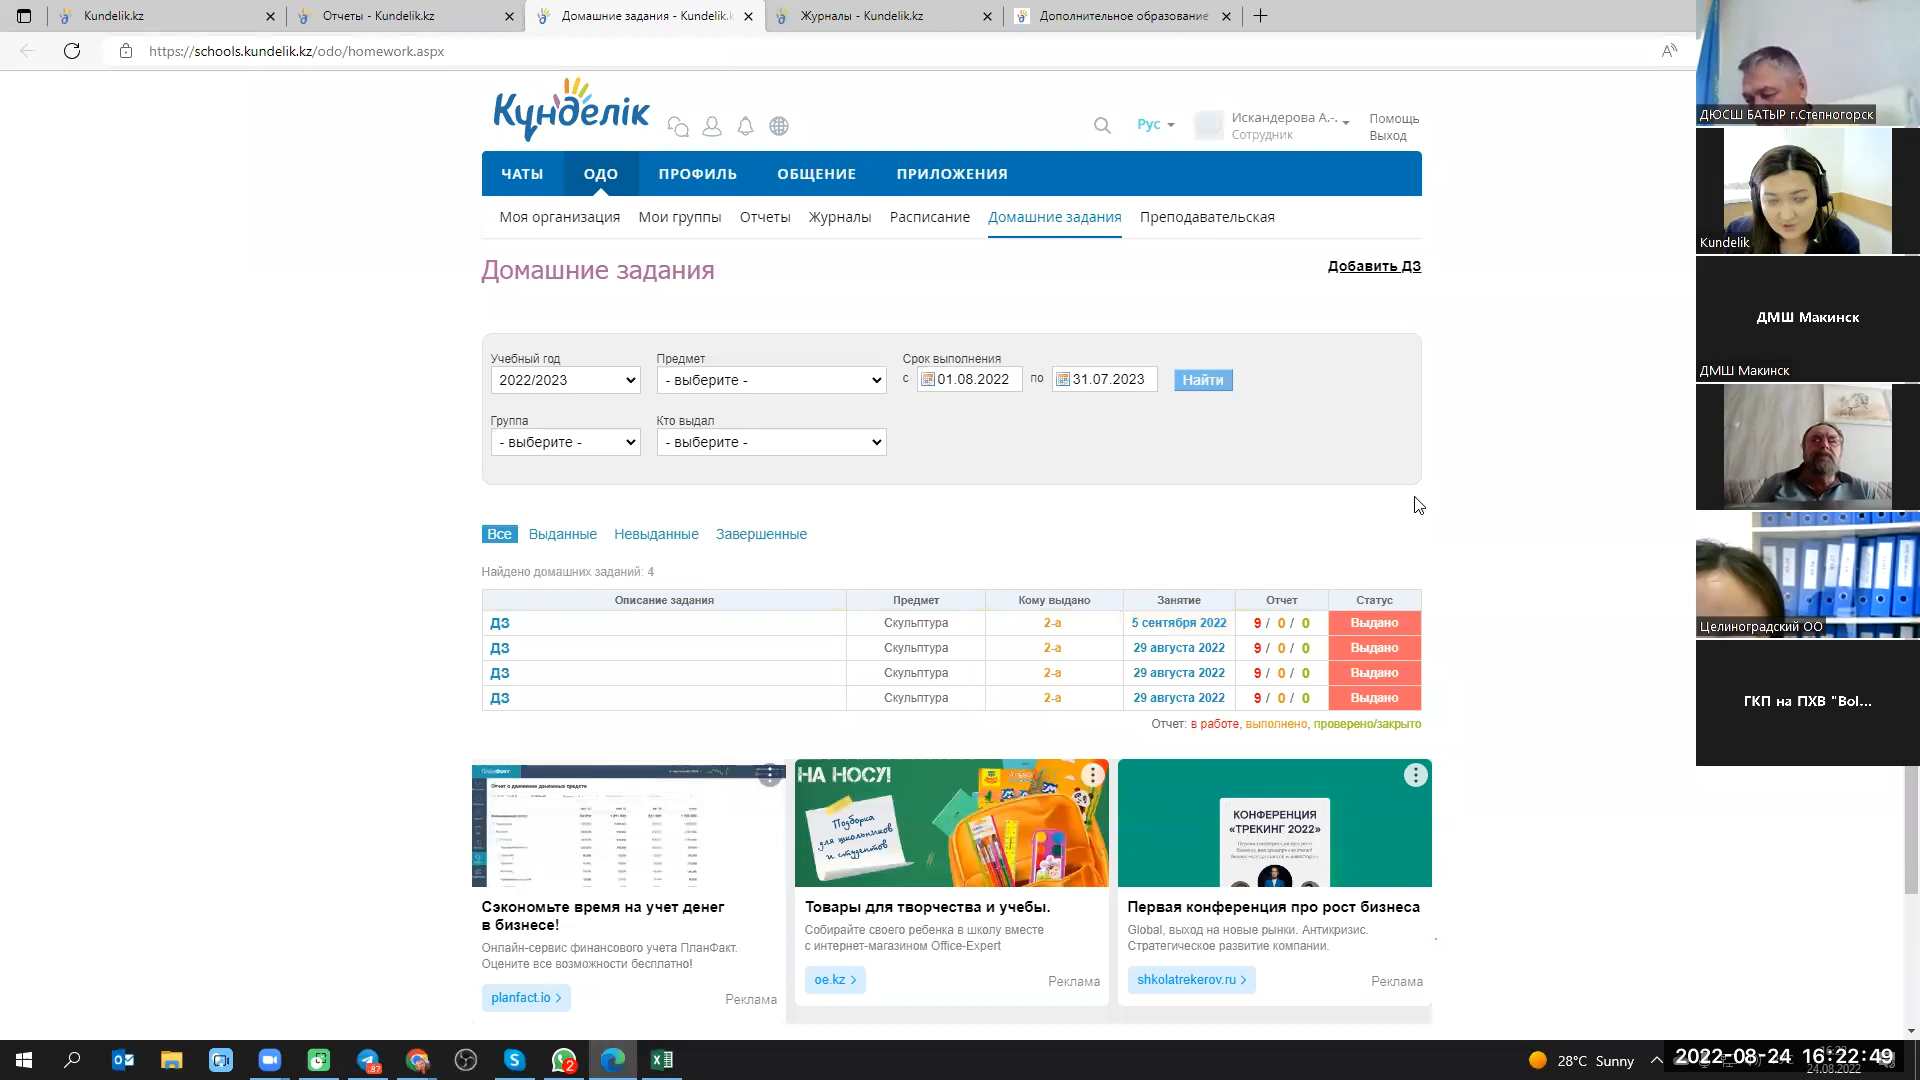 Kundelik.kz
Отчеты - Kundelik.kz
Домашние задания - Kundelik.k
Журналы - Kundelik.kz
Дополнительное образование
https://schools.kundelik.kz/odo/homework.aspx
Күнделік
Рус
Искандерова А.-.
Сотрудник
Помощь
Выход
ЧАТЫ ОДО ПРОФИЛЬ ОБЩЕНИЕ ПРИЛОЖЕНИЯ
Моя организация Мои группы Отчеты Журналы Расписание Домашние задания Преподавательская
Домашние задания
Добавить ДЗ
Учебный год Предмет Срок выполнения
2022/2023 - выберите - с 01.08.2022 по 31.07.2023 Найти
Группа Кто выдал
- выберите - - выберите -
Все Выданные Невыданные Завершенные
Найдено домашних заданий: 4
Описание задания Предмет Кому выдано Занятие Отчет Статус
ДЗ Скульптура 2-а 5 сентября 2022 9 / 0 / 0 Выдано
ДЗ Скульптура 2-а 29 августа 2022 9 / 0 / 0 Выдано
ДЗ Скульптура 2-а 29 августа 2022 9 / 0 / 0 Выдано
ДЗ Скульптура 2-а 29 августа 2022 9 / 0 / 0 Выдано
Отчет: в работе, выполнено, проверено/закрыто
Отчет о движении денежных средств
Сэкономьте время на учет денег
в бизнесе!
Онлайн-сервис финансового учета ПланФакт.
Оцените все возможности бесплатно!
planfact.io
Реклама
НА НОСУ!
Подборка
для школьников
и студентов
Товары для творчества и учебы.
Собирайте своего ребенка в школу вместе
с интернет-магазином Office-Expert
oe.kz
Реклама
КОНФЕРЕНЦИЯ
«ТРЕКИНГ 2022»
Первая конференция про рост бизнеса
Global, выход на новые рынки. Антикризис.
Стратегическое развитие компании.
shkolatrekerov.ru
Реклама
ДЮСШ БАТЫР г.Степногорск
Kundelik
ДМШ Макинск
ДМШ Макинск
Целиноградский ОО
ГКП на ПХВ "Bol...
.87
2
28°C Sunny
2022-08-24 16:22:49
24.08.2022